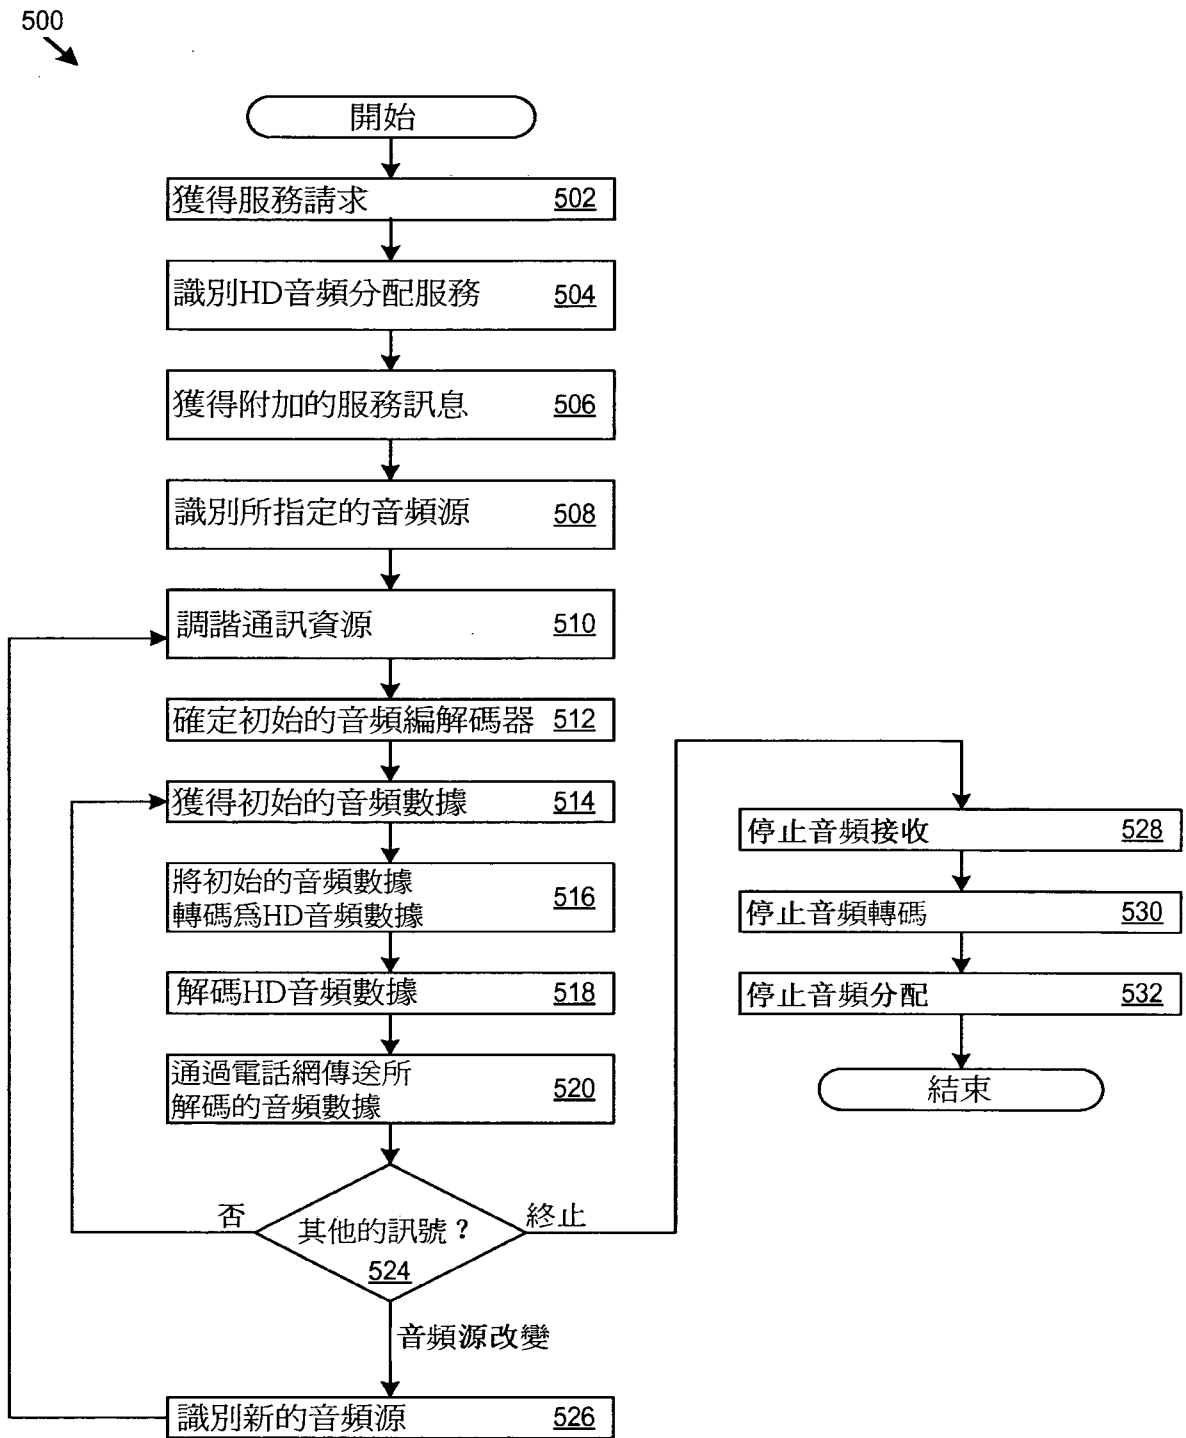 500
開始
獲得服務請求 502
識別HD音頻分配服務 504
獲得附加的服務訊息 506
識別所指定的音頻源 508
調諧通訊資源 510
確定初始的音頻編解碼器 512
獲得初始的音頻數據 514
將初始的音頻數據
轉碼爲HD音頻數據 516
解碼HD音頻數據 518
通過電話網傳送所
解碼的音頻數據 520
其他的訊號？
524
否
終止
音頻源改變
識別新的音頻源 526
停止音頻接收 528
停止音頻轉碼 530
停止音頻分配 532
結束